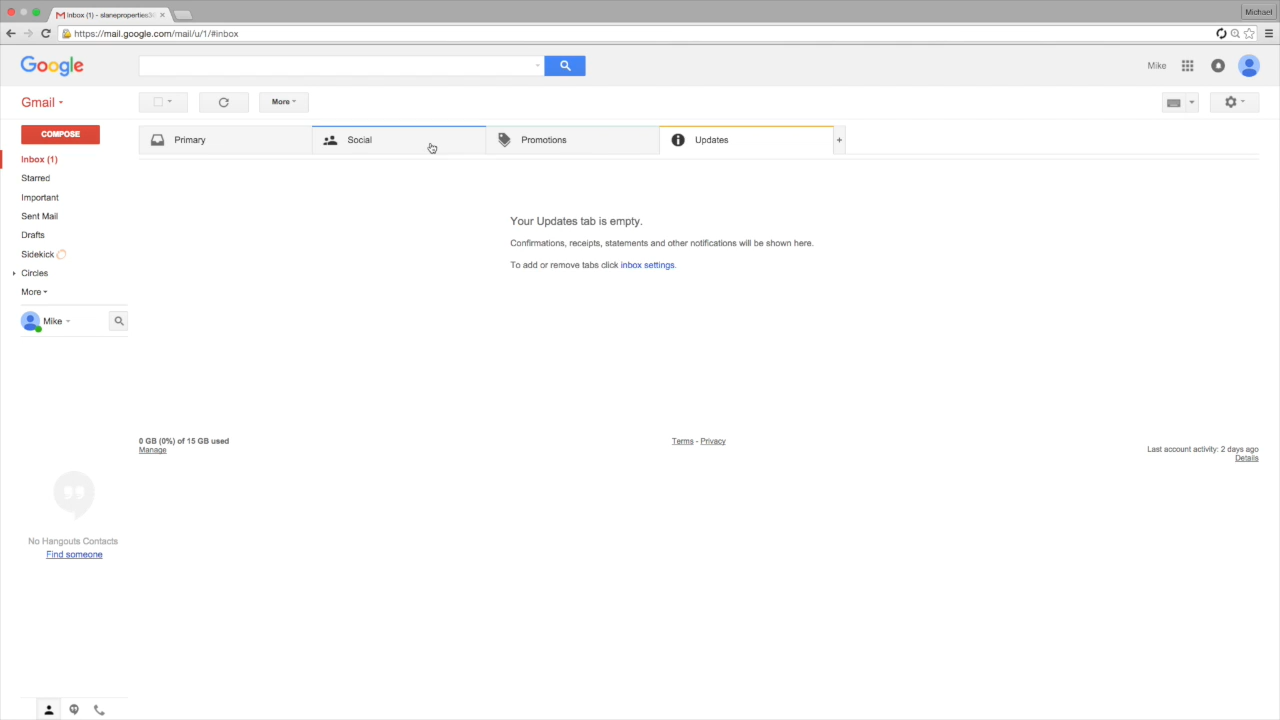 Inbox (1) - slaneproperties
Michael
https://mail.google.com/mail/u/1/#inbox
Google
Mike
Gmail
More
COMPOSE
Primary
Social
Promotions
Updates
+
Inbox (1)
Starred
Important
Sent Mail
Drafts
Sidekick
Circles
More
Mike
Your Updates tab is empty.
Confirmations, receipts, statements and other notifications will be shown here.
To add or remove tabs click inbox settings.
0 GB (0%) of 15 GB used
Manage
Terms - Privacy
Last account activity: 2 days ago
Details
No Hangouts Contacts
Find someone